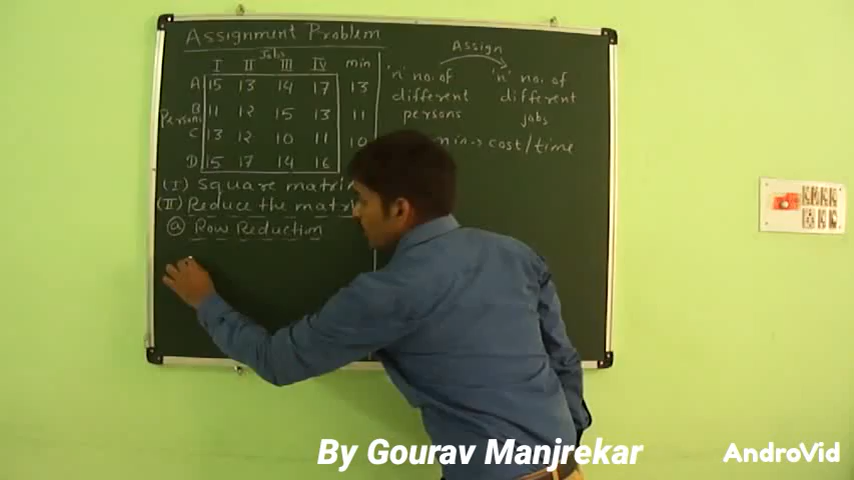 Assignment Problem
Jobs
I II III IV min
A 15 13 14 17 13
B 11 12 15 13 11
Persons
C 13 12 10 11 10
D 15 17 14 16
(I) Square matri
(II) Reduce the matri
(a) Row Reduction
Assign
'n' no. of
different
persons
'n' no. of
different
jobs
min → cost/time
By Gourav Manjrekar
AndroVid